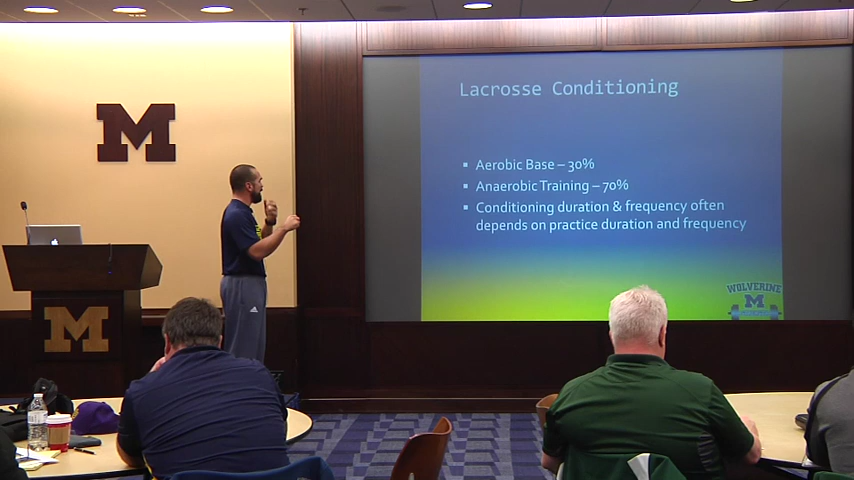 M
Lacrosse Conditioning
▪ Aerobic Base – 30%
▪ Anaerobic Training – 70%
▪ Conditioning duration & frequency often
depends on practice duration and frequency
WOLVERINE
M
M